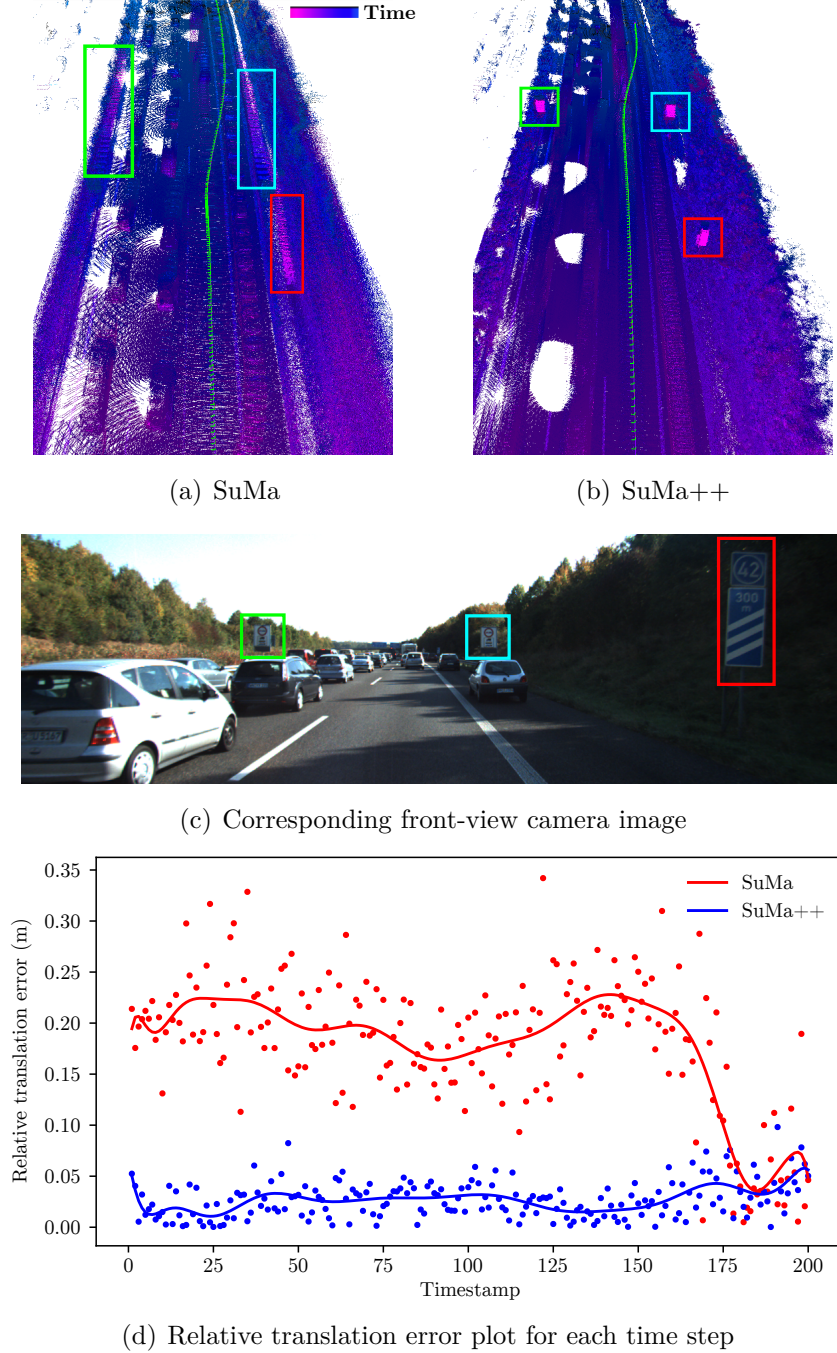 Time
(a) SuMa
(b) SuMa++
42
300
m
(c) Corresponding front-view camera image
0.35
0.30
0.25
0.20
0.15
0.10
0.05
0.00
Relative translation error (m)
SuMa
SuMa++
0 25 50 75 100 125 150 175 200
Timestamp
(d) Relative translation error plot for each time step